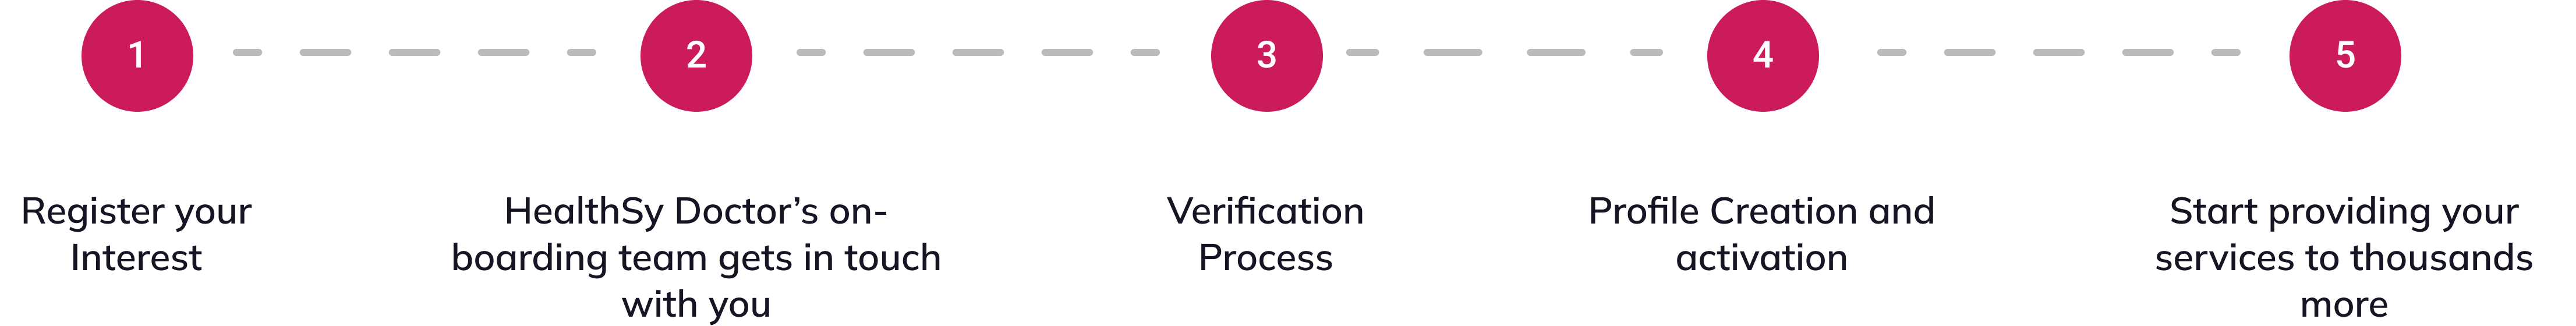 1
2
3
4
5
Register your
Interest
HealthSy Doctor’s on-
boarding team gets in touch
with you
Verification
Process
Profile Creation and
activation
Start providing your
services to thousands
more